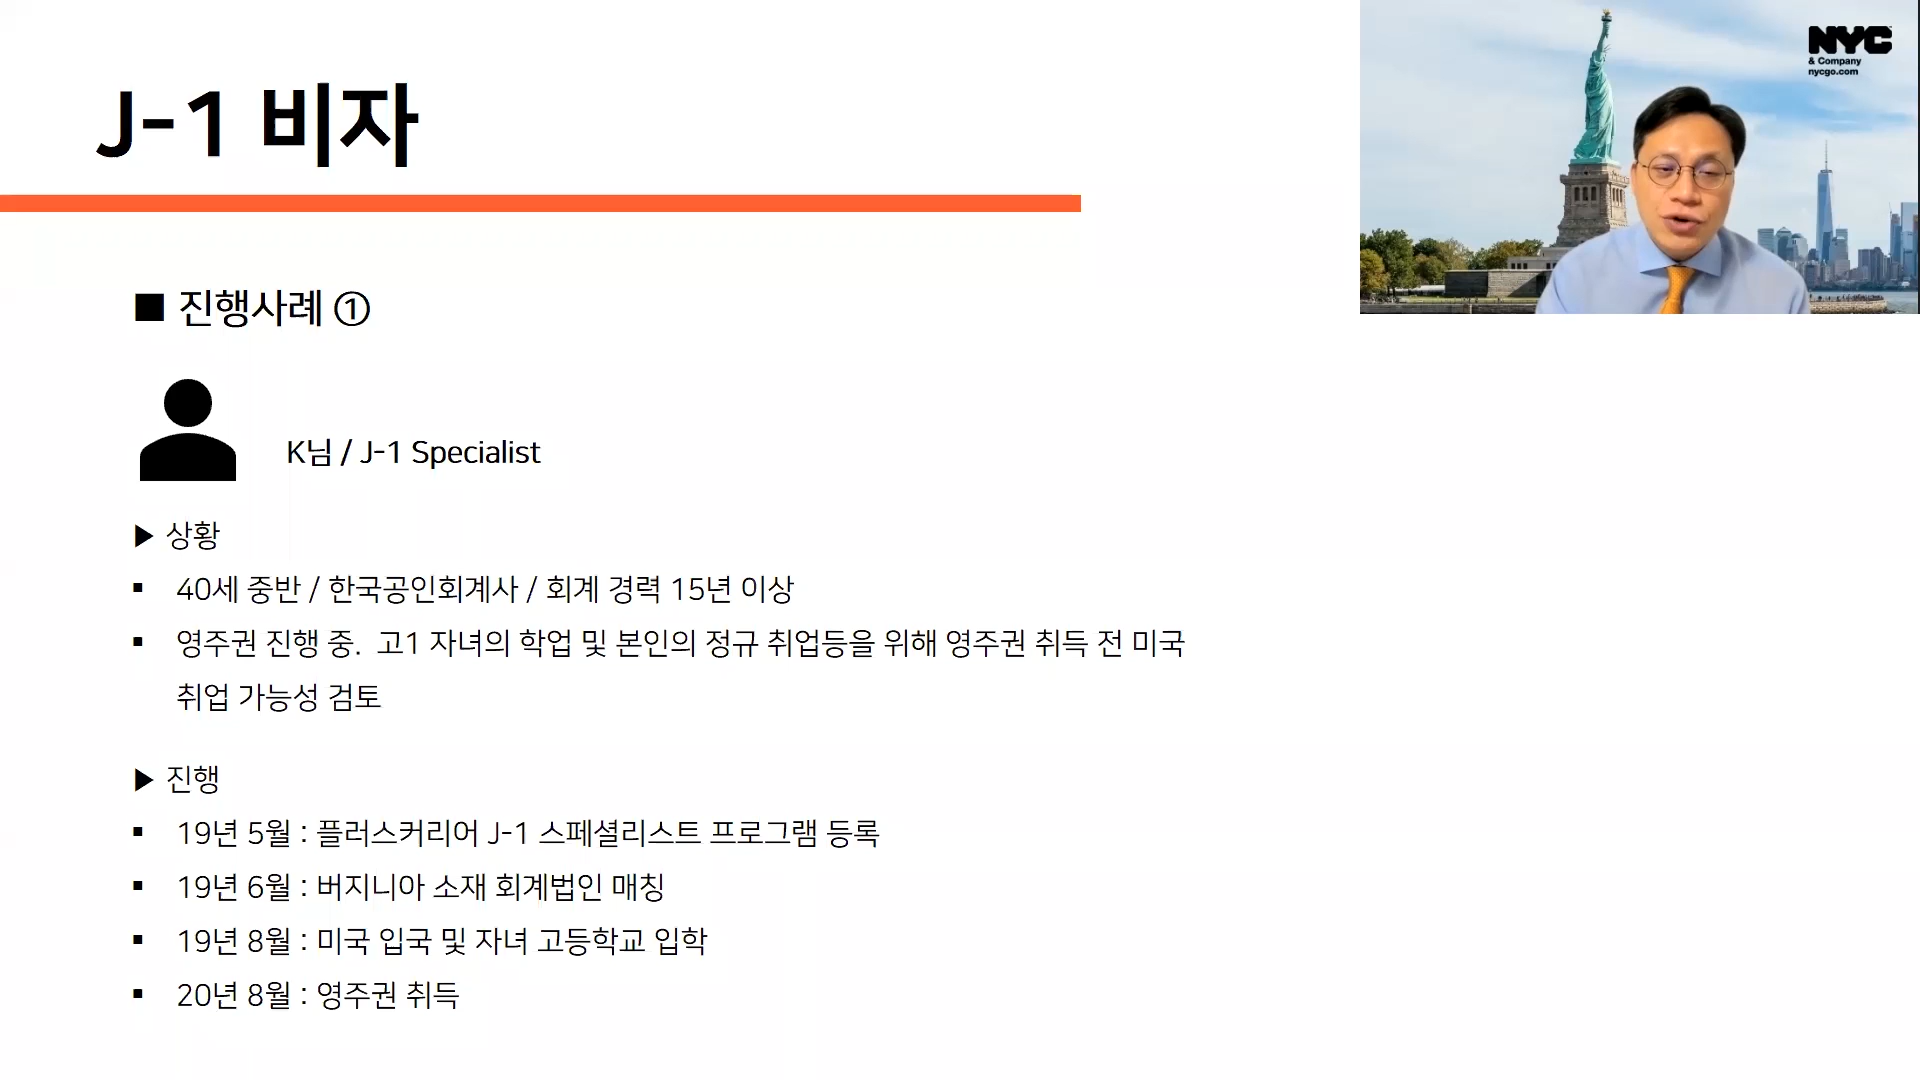 J-1 비자
NYC
& Company
nycgo.com
■ 진행사례 ①
K님 / J-1 Specialist
▶ 상황
▪ 40세 중반 / 한국공인회계사 / 회계 경력 15년 이상
▪ 영주권 진행 중. 고1 자녀의 학업 및 본인의 정규 취업등을 위해 영주권 취득 전 미국
취업 가능성 검토
▶ 진행
▪ 19년 5월 : 플러스커리어 J-1 스페셜리스트 프로그램 등록
▪ 19년 6월 : 버지니아 소재 회계법인 매칭
▪ 19년 8월 : 미국 입국 및 자녀 고등학교 입학
▪ 20년 8월 : 영주권 취득